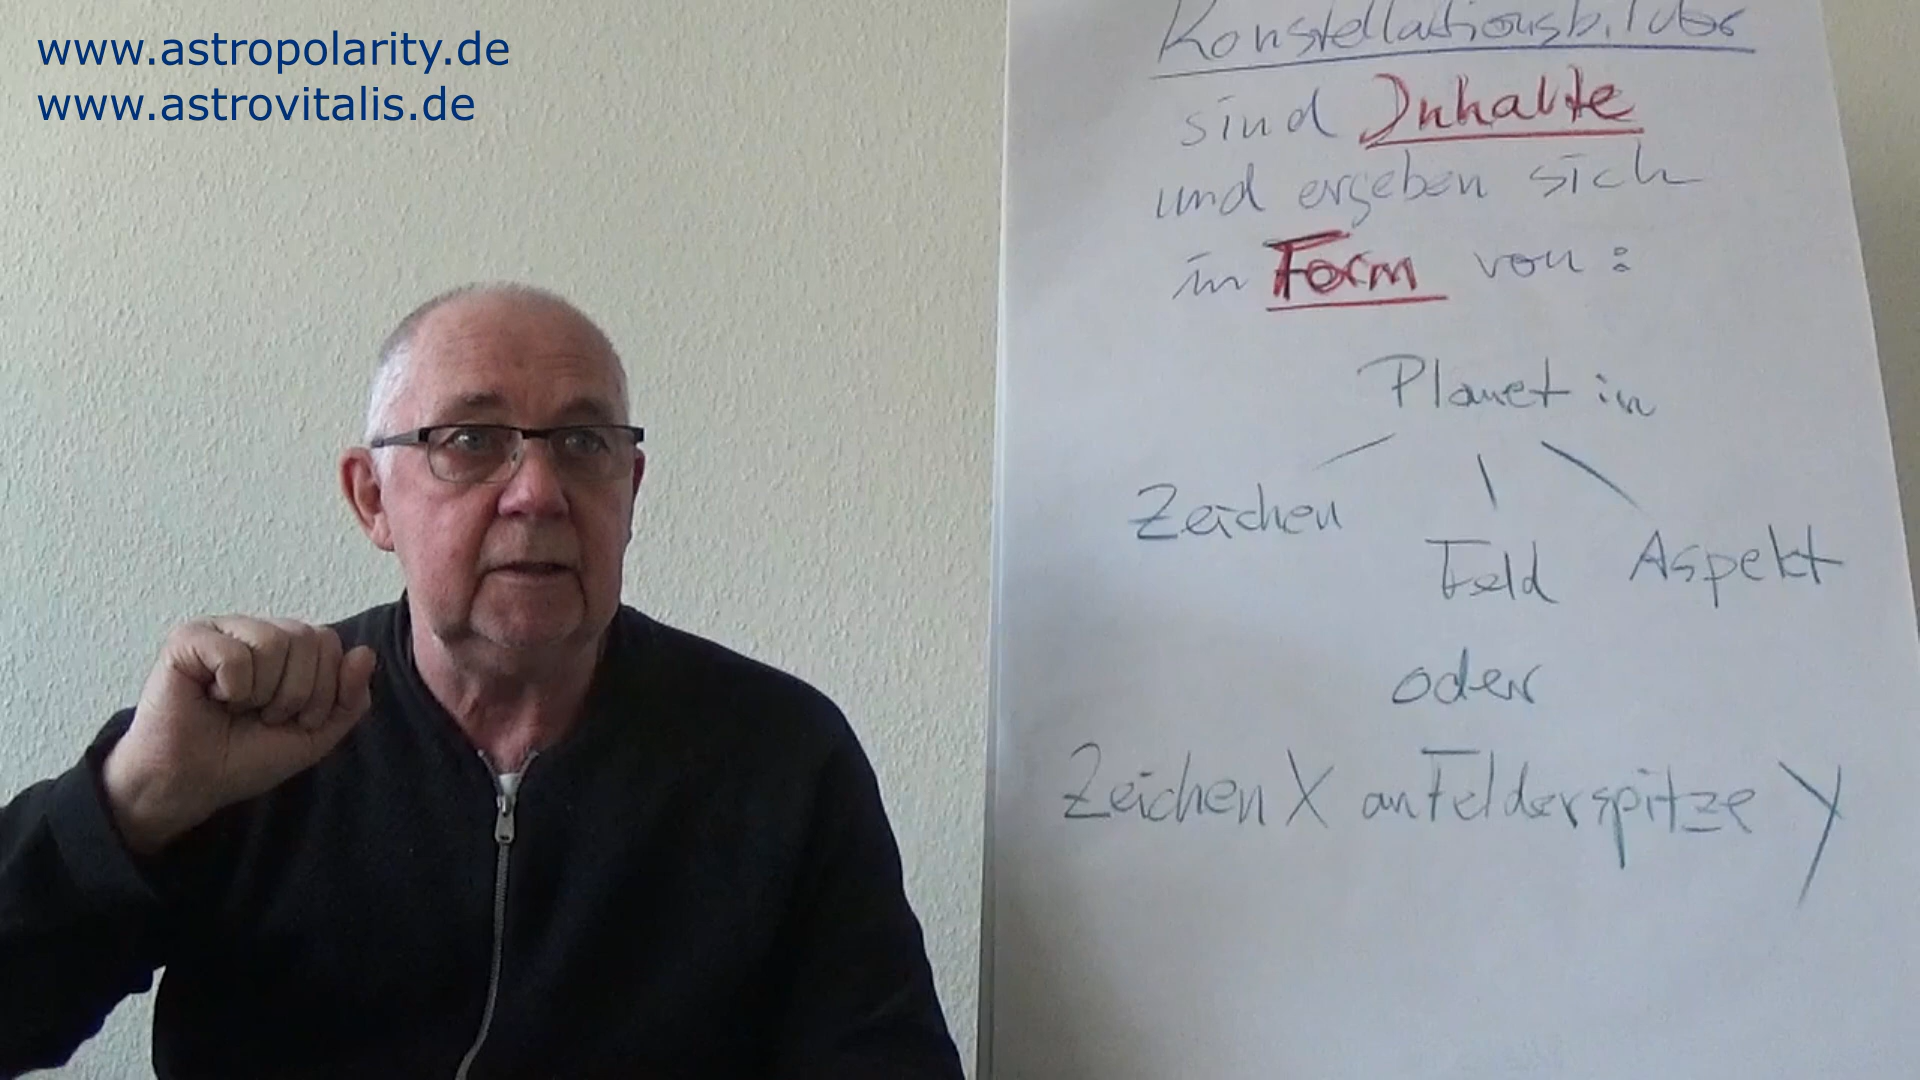 www.astropolarity.de
www.astrovitalis.de
Konstellationsbilder
sind Inhalte
und ergeben sich
in Form von:
Planet in
Zeichen
Feld
Aspekt
oder
Zeichen X an Felderspitze Y